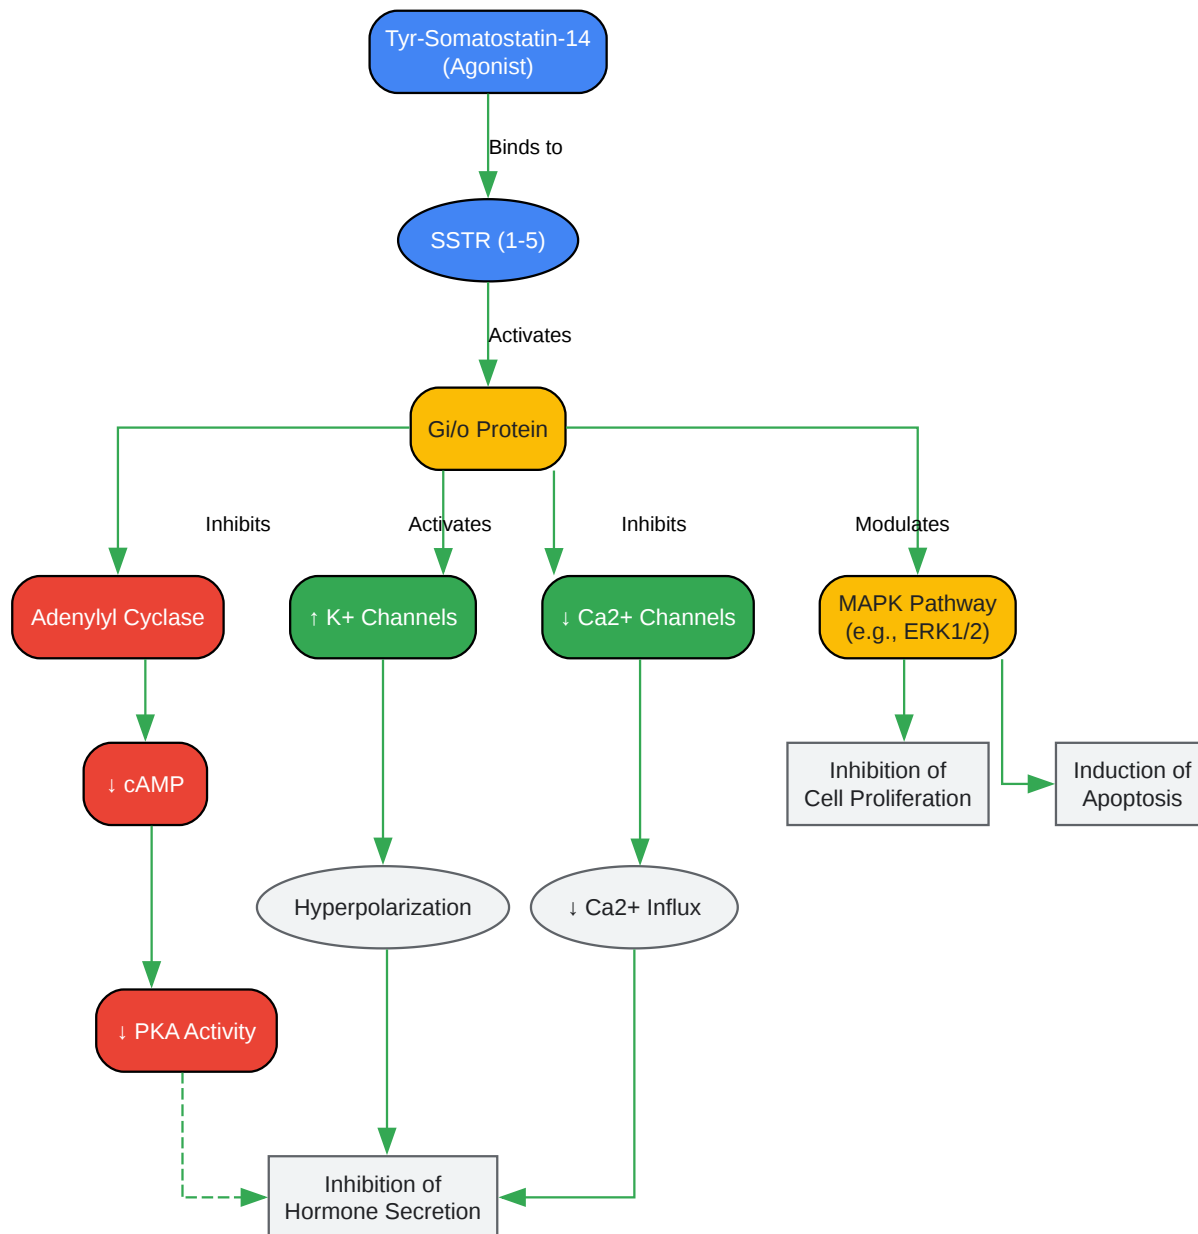 Tyr-Somatostatin-14
(Agonist)
Binds to
SSTR (1-5)
Activates
Gi/o Protein
Inhibits
Activates
Inhibits
Modulates
Adenylyl Cyclase
↑ K+ Channels
↓ Ca2+ Channels
MAPK Pathway
(e.g., ERK1/2)
↓ cAMP
Inhibition of
Cell Proliferation
Induction of
Apoptosis
Hyperpolarization
↓ Ca2+ Influx
↓ PKA Activity
Inhibition of
Hormone Secretion